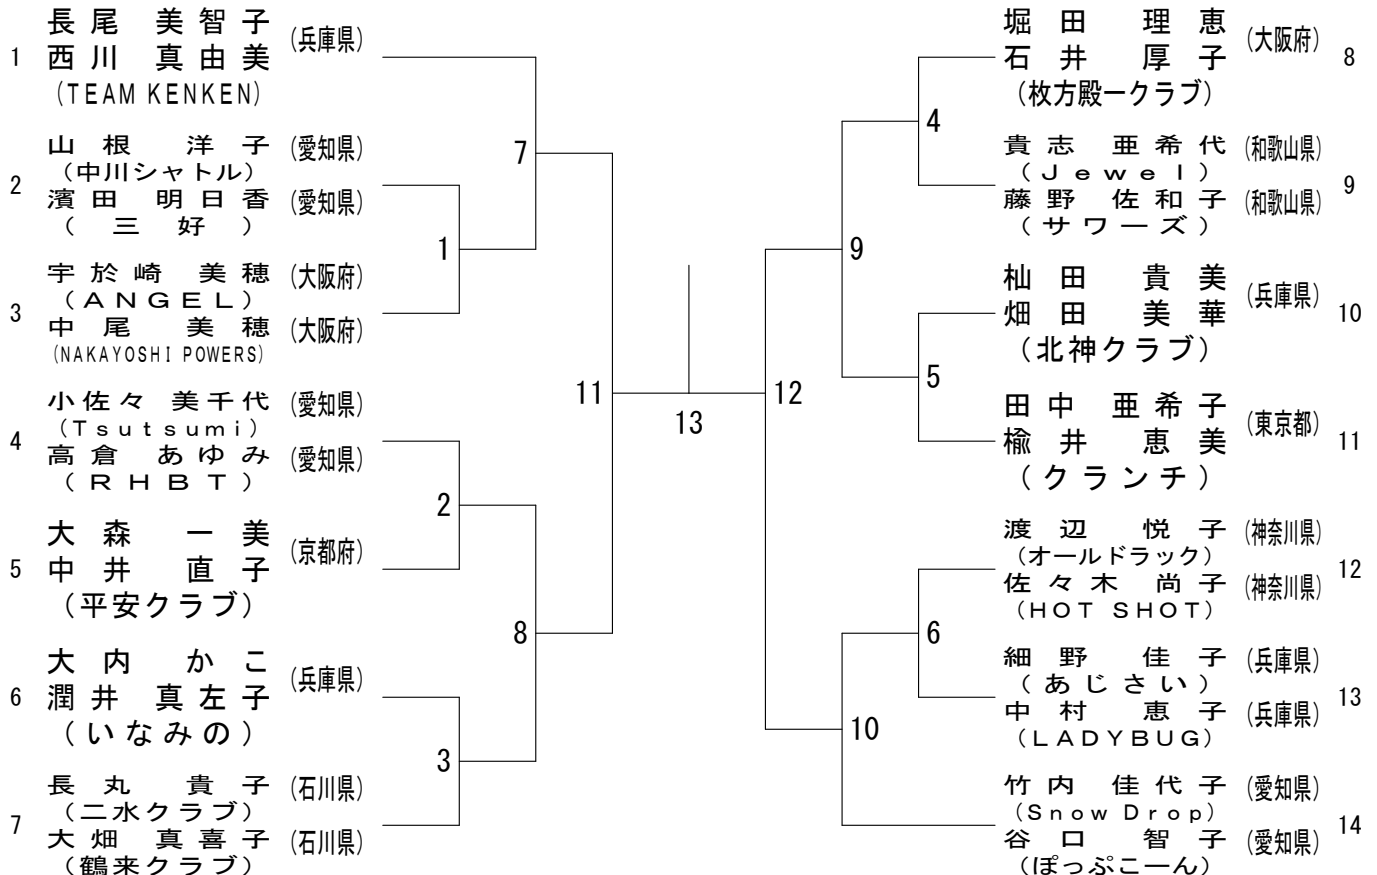 長尾 美智子 (兵庫県)
1 西川 真由美
(TEAM KENKEN)
山根 洋子 (愛知県)
(中川シャトル)
2
濱田 明日香 (愛知県)
(三好)
宇於崎 美穂 (大阪府)
(ANGEL)
3
中尾 美穂 (大阪府)
(NAKAYOSHI POWERS)
小佐々 美千代 (愛知県)
(Tsutsumi)
4
高倉 あゆみ (愛知県)
(RHBT)
大森 一美 (京都府)
5 中井 直子
(平安クラブ)
大内 かこ (兵庫県)
6 潤井 真左子
(いなみの)
長丸 貴子 (石川県)
(二水クラブ)
7
大畑 真喜子 (石川県)
(鶴来クラブ)
7
1
11
2
8
3
13
12
4
9
5
6
10
堀田 理恵 (大阪府)
石井 厚子 8
(枚方殿一クラブ)
貴志 亜希代 (和歌山県)
(Jewel)
9
藤野 佐和子 (和歌山県)
(サワーズ)
杣田 貴美 (兵庫県)
畑田 美華 10
(北神クラブ)
田中 亜希子 (東京都)
楡井 恵美 11
(クランチ)
渡辺 悦子 (神奈川県)
(オールドラック)
12
佐々木 尚子 (神奈川県)
(HOT SHOT)
細野 佳子 (兵庫県)
(あじさい)
13
中村 恵子 (兵庫県)
(LADYBUG)
竹内 佳代子 (愛知県)
(Snow Drop)
14
谷口 智子 (愛知県)
(ぽっぷこーん)